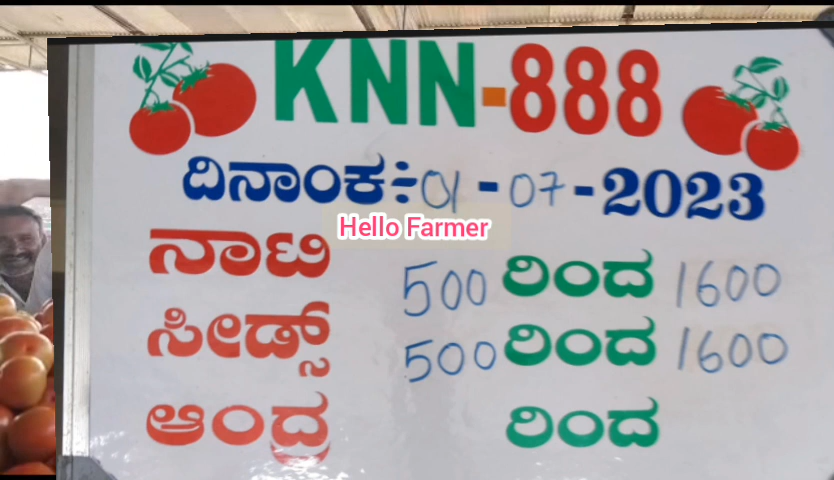 KNN-888
ದಿನಾಂಕ÷01-07-2023
Hello Farmer
ನಾಟಿ 500 ರಿಂದ 1600
ಸೀಡ್ಸ್ 500 ರಿಂದ 1600
ಆಂದ್ರ ರಿಂದ